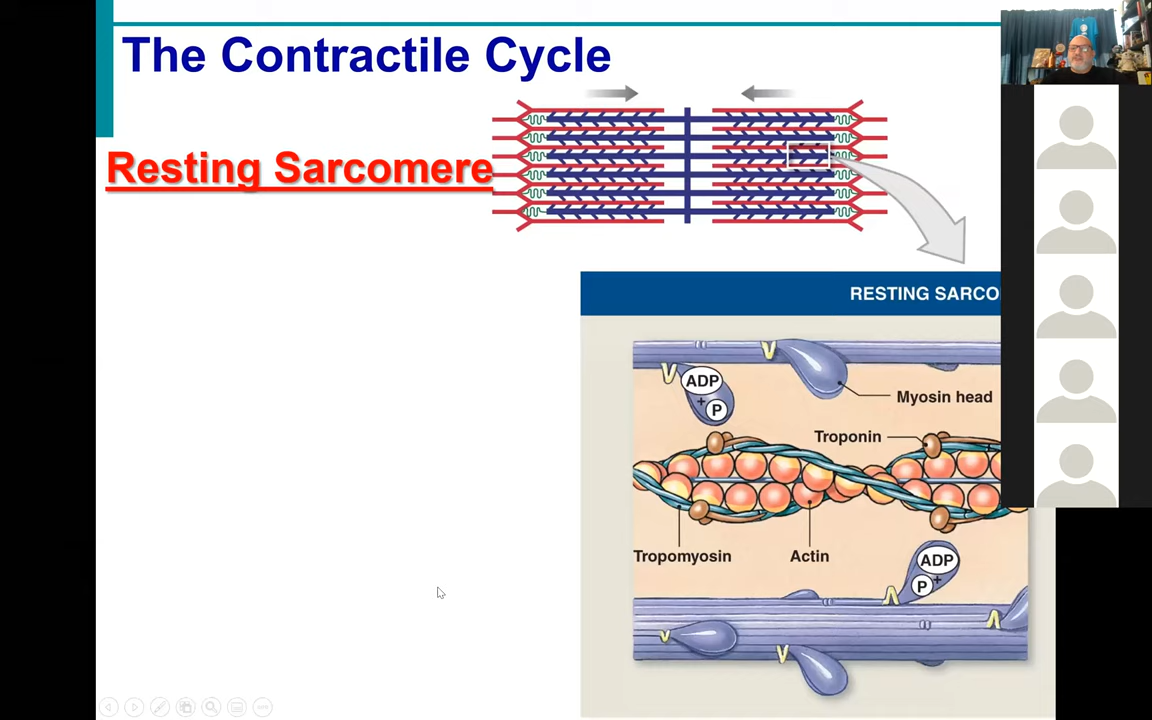 The Contractile Cycle
Resting Sarcomere
RESTING SARCO
ADP
+
P
Myosin head
Troponin
Tropomyosin
Actin
ADP
+
P